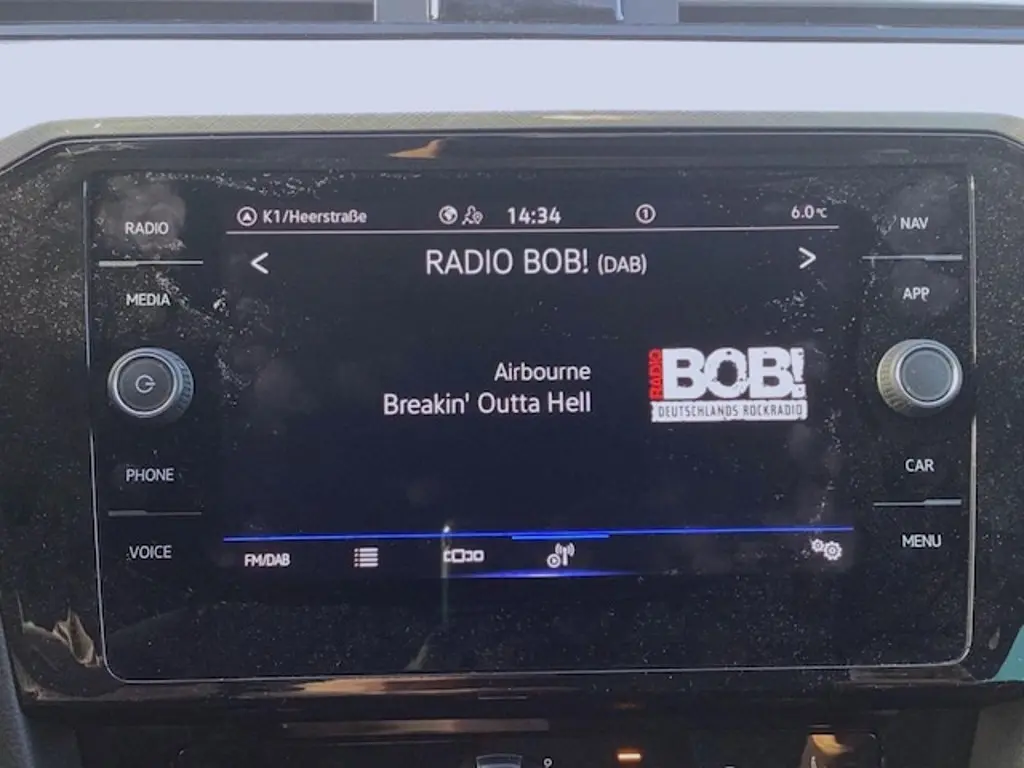 K1/Heerstraße 14:34 1 6.0°C
RADIO
NAV
RADIO BOB! (DAB)
MEDIA
APP
Airbourne
Breakin' Outta Hell
RADIO BOB!
DEUTSCHLANDS ROCKRADIO
PHONE
CAR
VOICE
MENU
FM/DAB